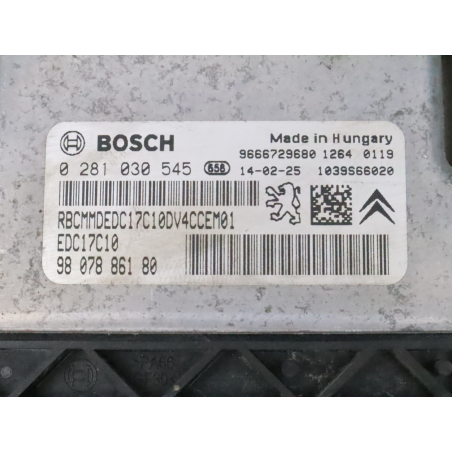 BOSCH
Made in Hungary
9666729680 1264 0119
0 281 030 545 656 14-02-25 1039S66020
RBCMMDEDC17C10DV4CCEM01
EDC17C10
98 078 861 80